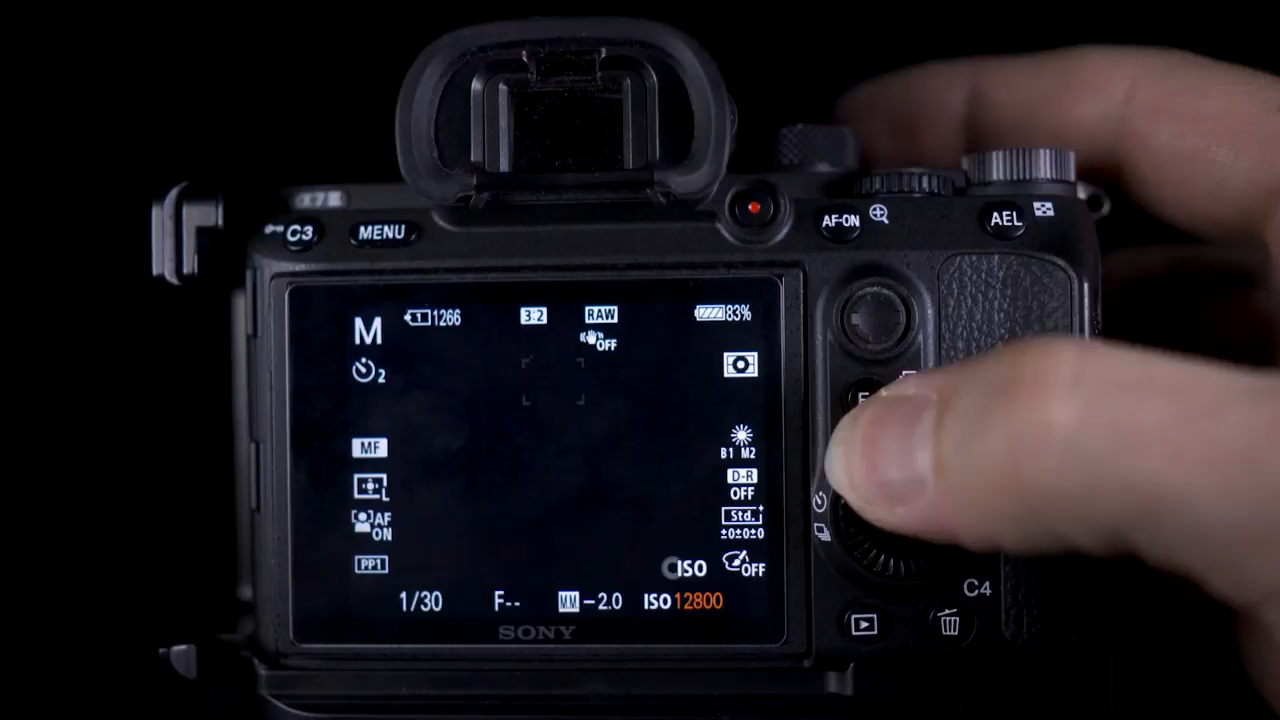 C3
MENU
AF-ON
AEL
M
1 1266
3:2
RAW
83%
OFF
2
MF
B1 M2
D-R
OFF
L
Std.
±0±0±0
AF
ON
PP1
ISO
OFF
1/30
F--
M.M. −2.0
ISO 12800
SONY
C4